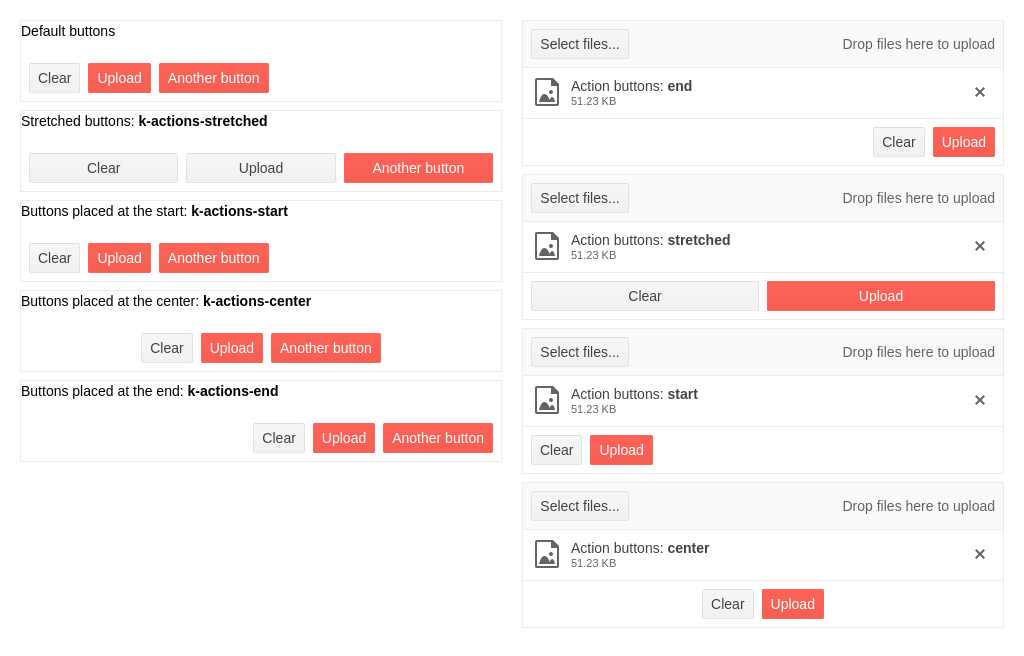 Default buttons
Clear Upload Another button
Stretched buttons: k-actions-stretched
Clear Upload Another button
Buttons placed at the start: k-actions-start
Clear Upload Another button
Buttons placed at the center: k-actions-center
Clear Upload Another button
Buttons placed at the end: k-actions-end
Clear Upload Another button
Select files... Drop files here to upload
Action buttons: end
51.23 KB
Clear Upload
Select files... Drop files here to upload
Action buttons: stretched
51.23 KB
Clear Upload
Select files... Drop files here to upload
Action buttons: start
51.23 KB
Clear Upload
Select files... Drop files here to upload
Action buttons: center
51.23 KB
Clear Upload